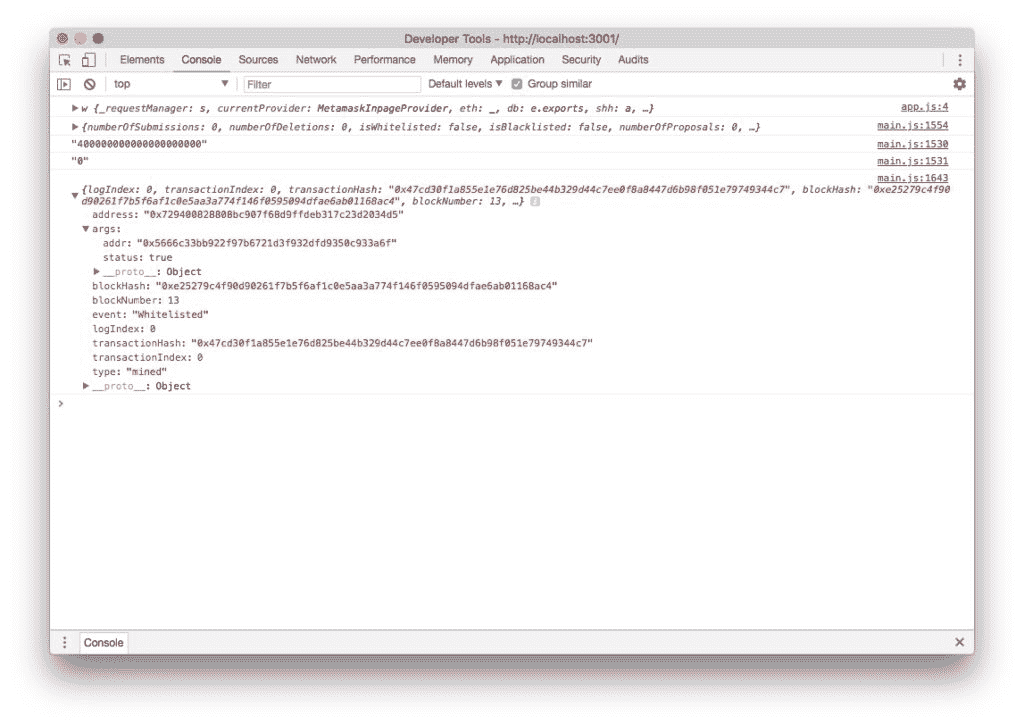 Developer Tools - http://localhost:3001/
Elements Console Sources Network Performance Memory Application Security Audits
top Filter Default levels Group similar
w {_requestManager: s, currentProvider: MetamaskInpageProvider, eth: _, db: e.exports, shh: a, …} app.js:4
{numberOfSubmissions: 0, numberOfDeletions: 0, isWhitelisted: false, isBlacklisted: false, numberOfProposals: 0, …} main.js:1554
"400000000000000000000" main.js:1530
"0" main.js:1531
main.js:1643
{logIndex: 0, transactionIndex: 0, transactionHash: "0x47cd30f1a855e1e76d825be44b329d44c7ee0f8a8447d6b98f051e79749344c7", blockHash: "0xe25279c4f90
d90261f7b5f6af1c0e5aa3a774f146f0595094dfae6ab01168ac4", blockNumber: 13, …}
address: "0x729400828808bc907f68d9ffdeb317c23d2034d5"
args:
addr: "0x5666c33bb922f97b6721d3f932dfd9350c933a6f"
status: true
__proto__: Object
blockHash: "0xe25279c4f90d90261f7b5f6af1c0e5aa3a774f146f0595094dfae6ab01168ac4"
blockNumber: 13
event: "Whitelisted"
logIndex: 0
transactionHash: "0x47cd30f1a855e1e76d825be44b329d44c7ee0f8a8447d6b98f051e79749344c7"
transactionIndex: 0
type: "mined"
__proto__: Object
>
Console